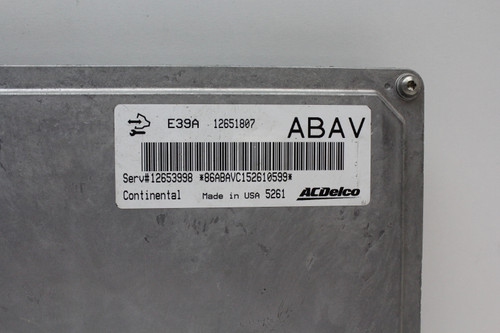 E39A 12651807 ABAV
Serv#12653998 *86ABAVC152610599*
Continental Made in USA 5261 ACDelco